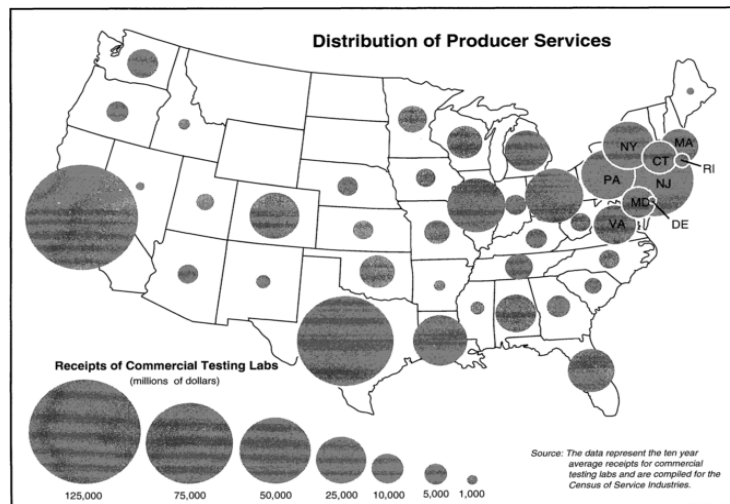 Distribution of Producer Services
NY
MA
CT
RI
PA
NJ
MD
DE
VA
Receipts of Commercial Testing Labs
(millions of dollars)
125,000
75,000
50,000
25,000
10,000
5,000
1,000
Source: The data represent the ten year
average receipts for commercial
testing labs and are compiled for the
Census of Service Industries.